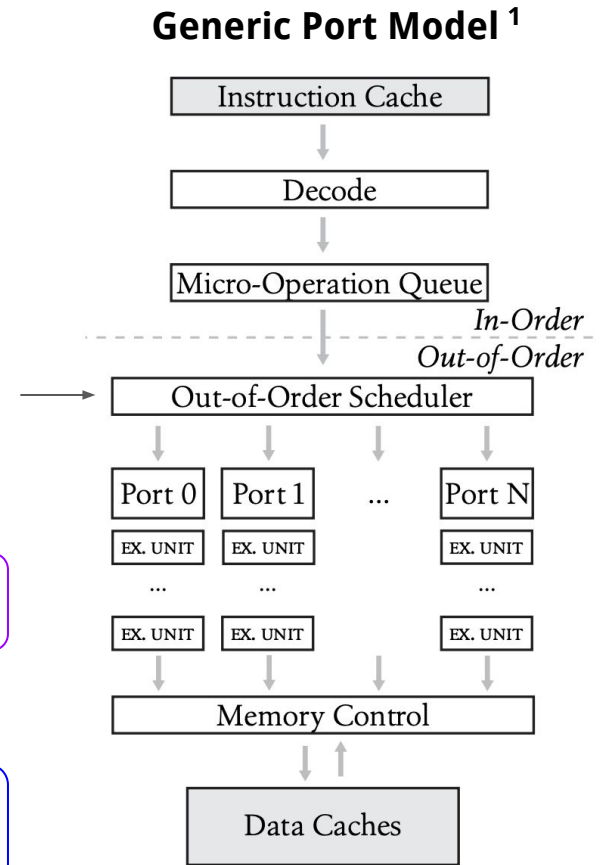 Generic Port Model 1
Instruction Cache
Decode
Micro-Operation Queue
In-Order
Out-of-Order
Out-of-Order Scheduler
Port 0 Port 1 ... Port N
EX. UNIT EX. UNIT EX. UNIT
... ... ...
EX. UNIT EX. UNIT EX. UNIT
Memory Control
Data Caches